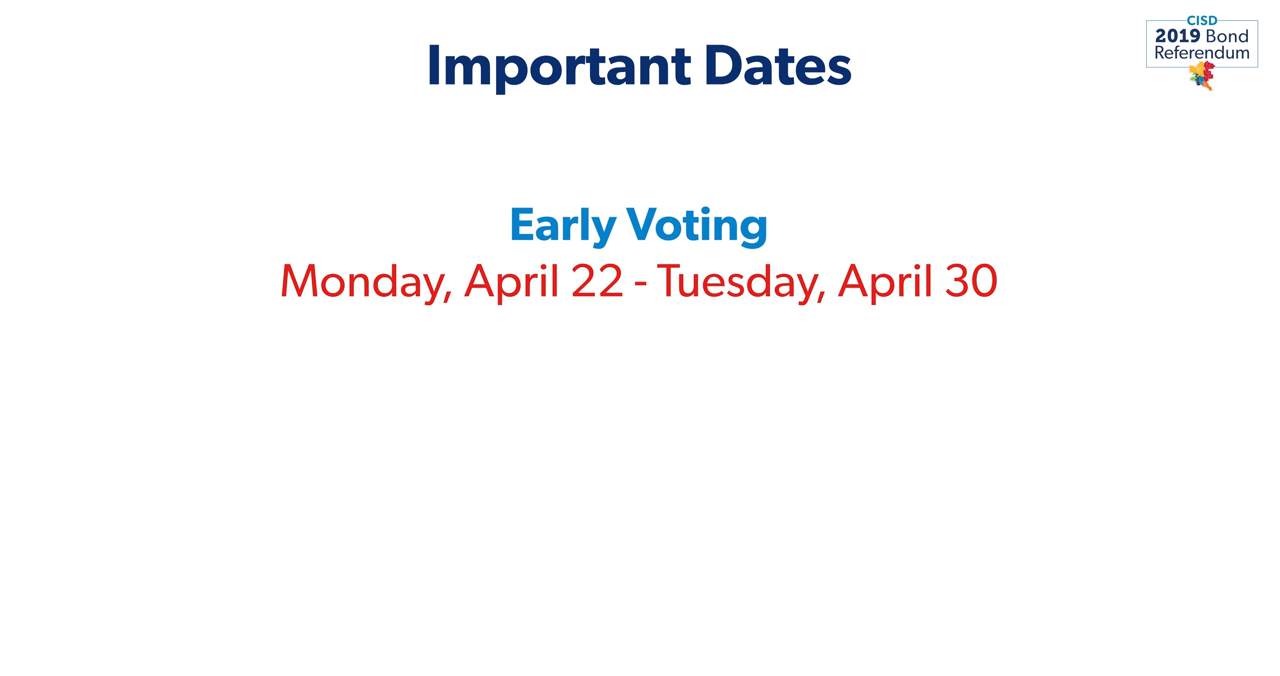 CISD
2019 Bond
Referendum
Important Dates
Early Voting
Monday, April 22 - Tuesday, April 30